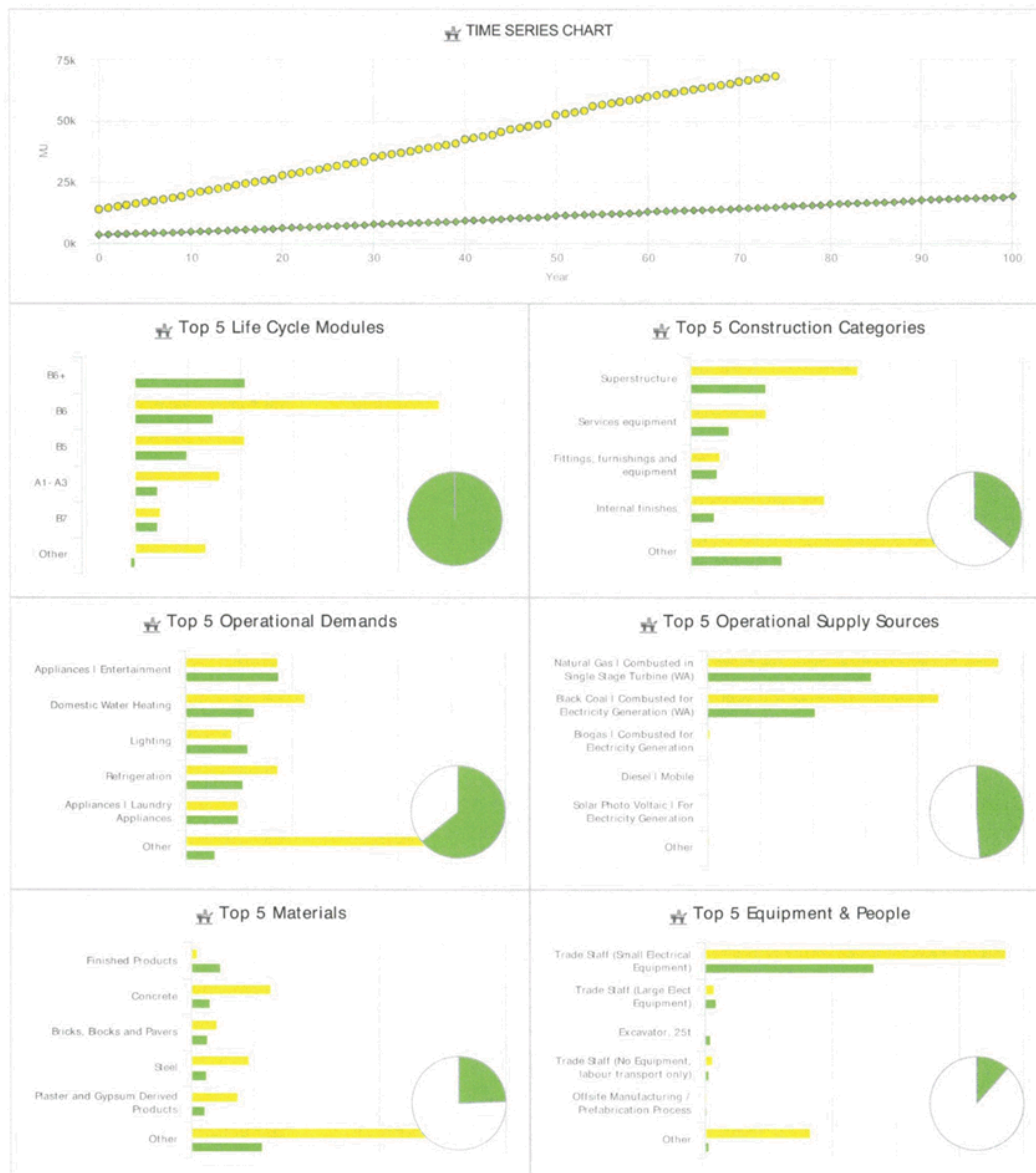 TIME SERIES CHART
75k
50k
25k
0k
MJ
0
10
20
30
40
50
60
70
80
90
100
Year
Top 5 Life Cycle Modules
B6+
B6
B5
A1-A3
B7
Other
Top 5 Construction Categories
Superstructure
Services equipment
Fittings, furnishings and
equipment
Internal finishes
Other
Top 5 Operational Demands
Appliances | Entertainment
Domestic Water Heating
Lighting
Refrigeration
Appliances | Laundry
Appliances
Other
Top 5 Operational Supply Sources
Natural Gas | Combusted in
Single Stage Turbine (WA)
Black Coal | Combusted for
Electricity Generation (WA)
Biogas | Combusted for
Electricity Generation
Diesel | Mobile
Solar Photo Voltaic | For
Electricity Generation
Other
Top 5 Materials
Finished Products
Concrete
Bricks, Blocks and Pavers
Steel
Plaster and Gypsum Derived
Products
Other
Top 5 Equipment & People
Trade Staff (Small Electrical
Equipment)
Trade Staff (Large Elect
Equipment)
Excavator, 25t
Trade Staff (No Equipment,
labour transport only)
Offsite Manufacturing /
Prefabrication Process
Other